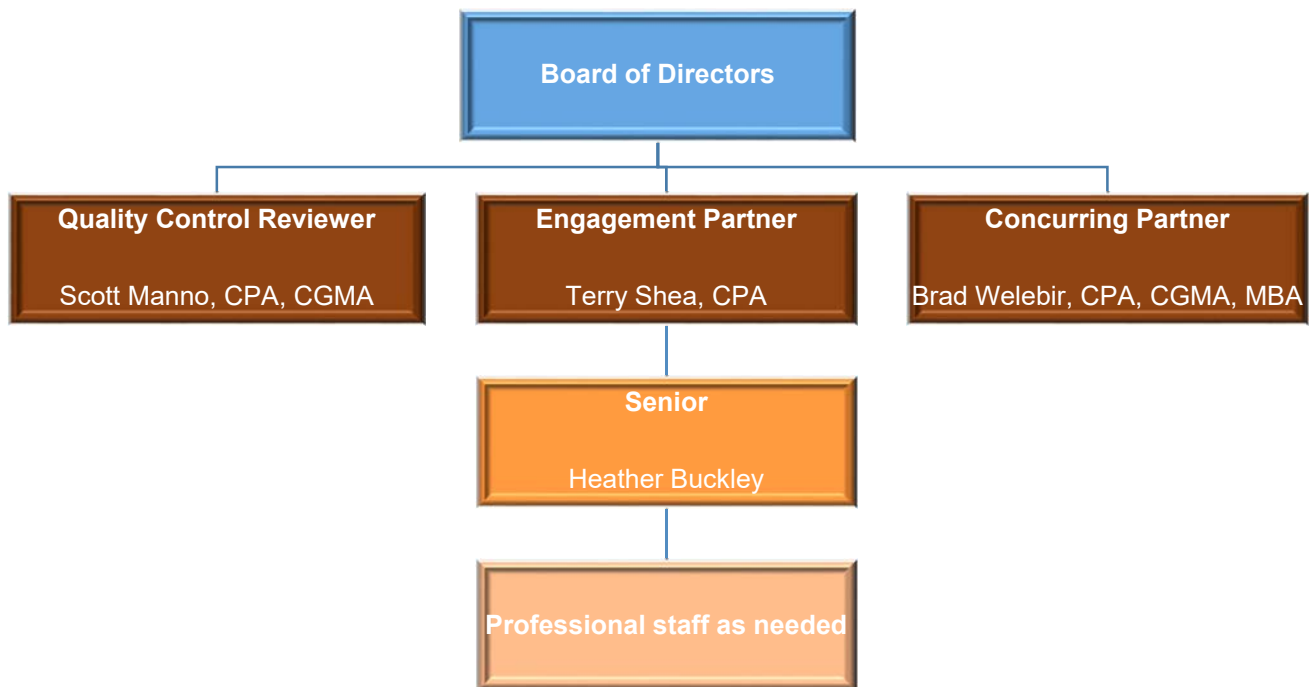 Board of Directors
Quality Control Reviewer
Scott Manno, CPA, CGMA
Engagement Partner
Terry Shea, CPA
Concurring Partner
Brad Welebir, CPA, CGMA, MBA
Senior
Heather Buckley
Professional staff as needed